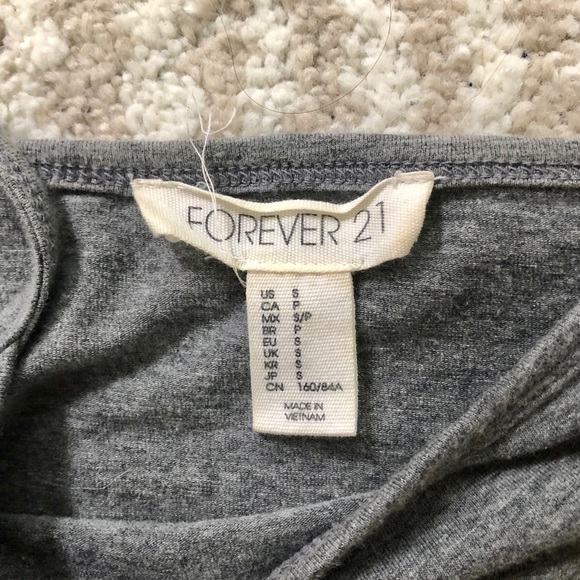 FOREVER 21
US S
CA P
MX S/P
BR P
EU S
UK S
KR S
JP S
CN 160/84A
MADE IN
VIETNAM